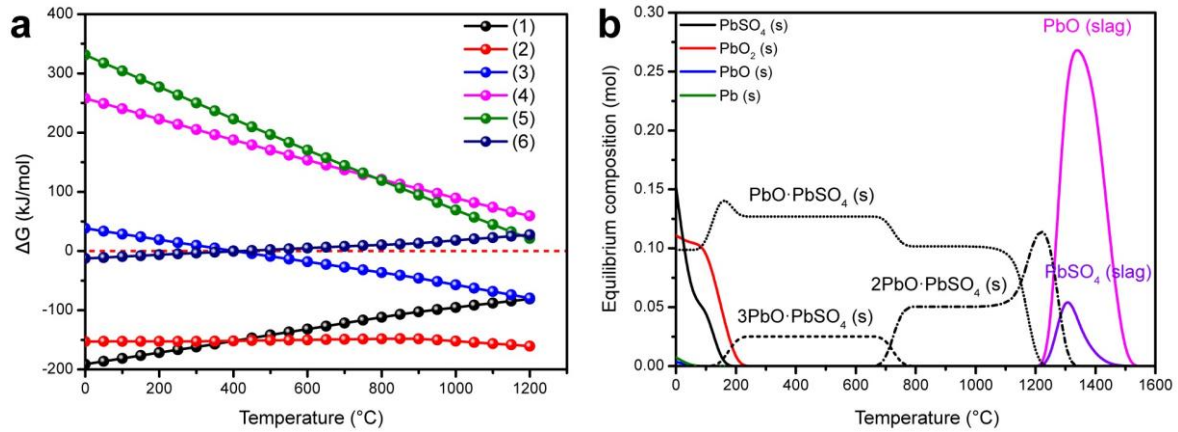 a
(1)
(2)
(3)
(4)
(5)
(6)
400
300
200
100
0
-100
-200
ΔG (kJ/mol)
0 200 400 600 800 1000 1200
Temperature (°C)
b
PbSO₄ (s)
PbO₂ (s)
PbO (s)
Pb (s)
PbO (slag)
PbO·PbSO₄ (s)
2PbO·PbSO₄ (s)
PbSO₄ (slag)
3PbO·PbSO₄ (s)
0.30
0.25
0.20
0.15
0.10
0.05
0.00
Equilibrium composition (mol)
0 200 400 600 800 1000 1200 1400 1600
Temperature (°C)